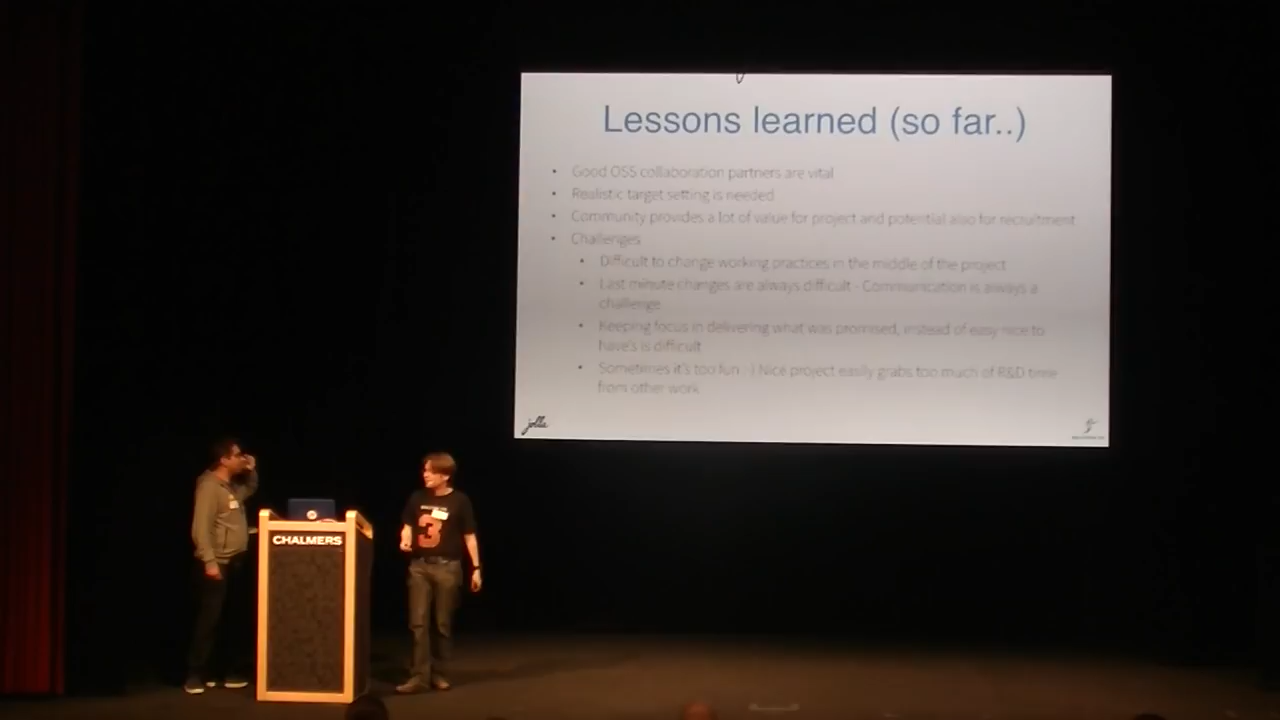 Lessons learned (so far..)
Good OSS collaboration partners are vital
Realistic target setting is needed
Community provides a lot of value for project and potential also for recruitment
Challenges
Difficult to change working practices in the middle of the project
Last minute changes are always difficult - Communication is always a
challenge
Keeping focus in delivering what was promised, instead of easy nice to
have's is difficult
Sometimes it's too fun :-) Nice project easily grabs too much of R&D time
from other work
jolla
CHALMERS
3